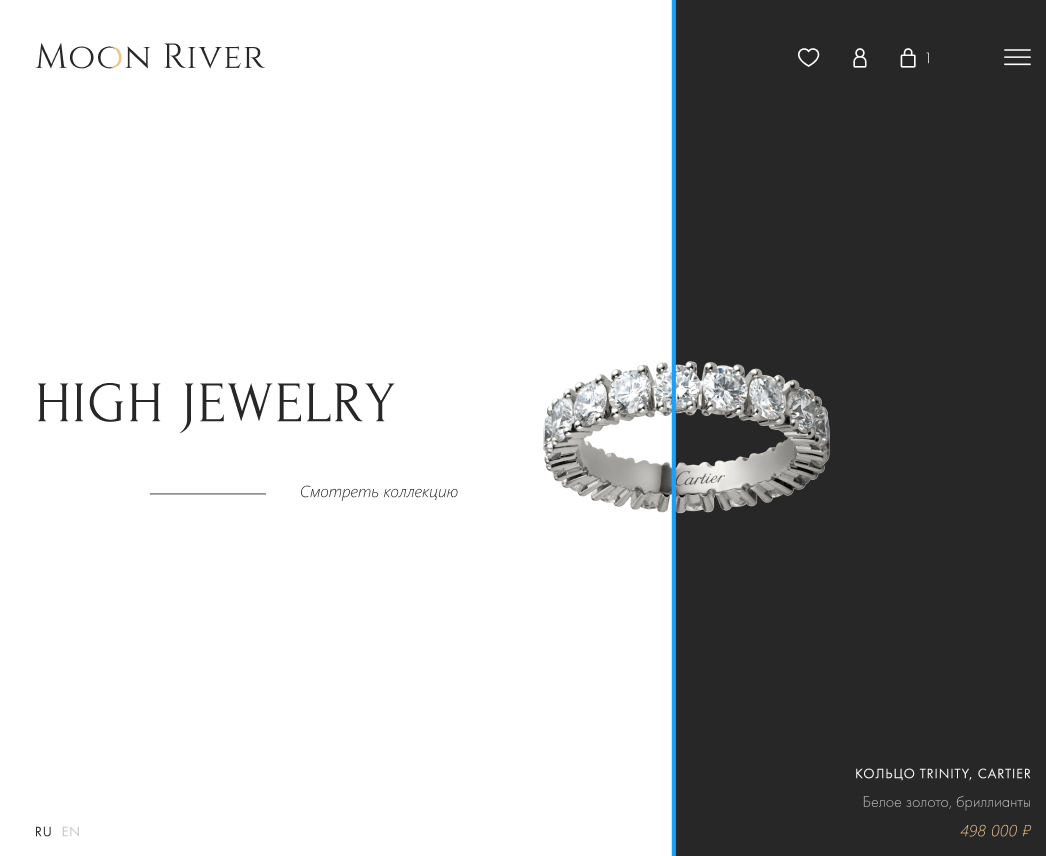 MOON RIVER
1
HIGH JEWELRY
Смотреть коллекцию
Cartier
КОЛЬЦО TRINITY, CARTIER
Белое золото, бриллианты
498 000 ₽
RU EN